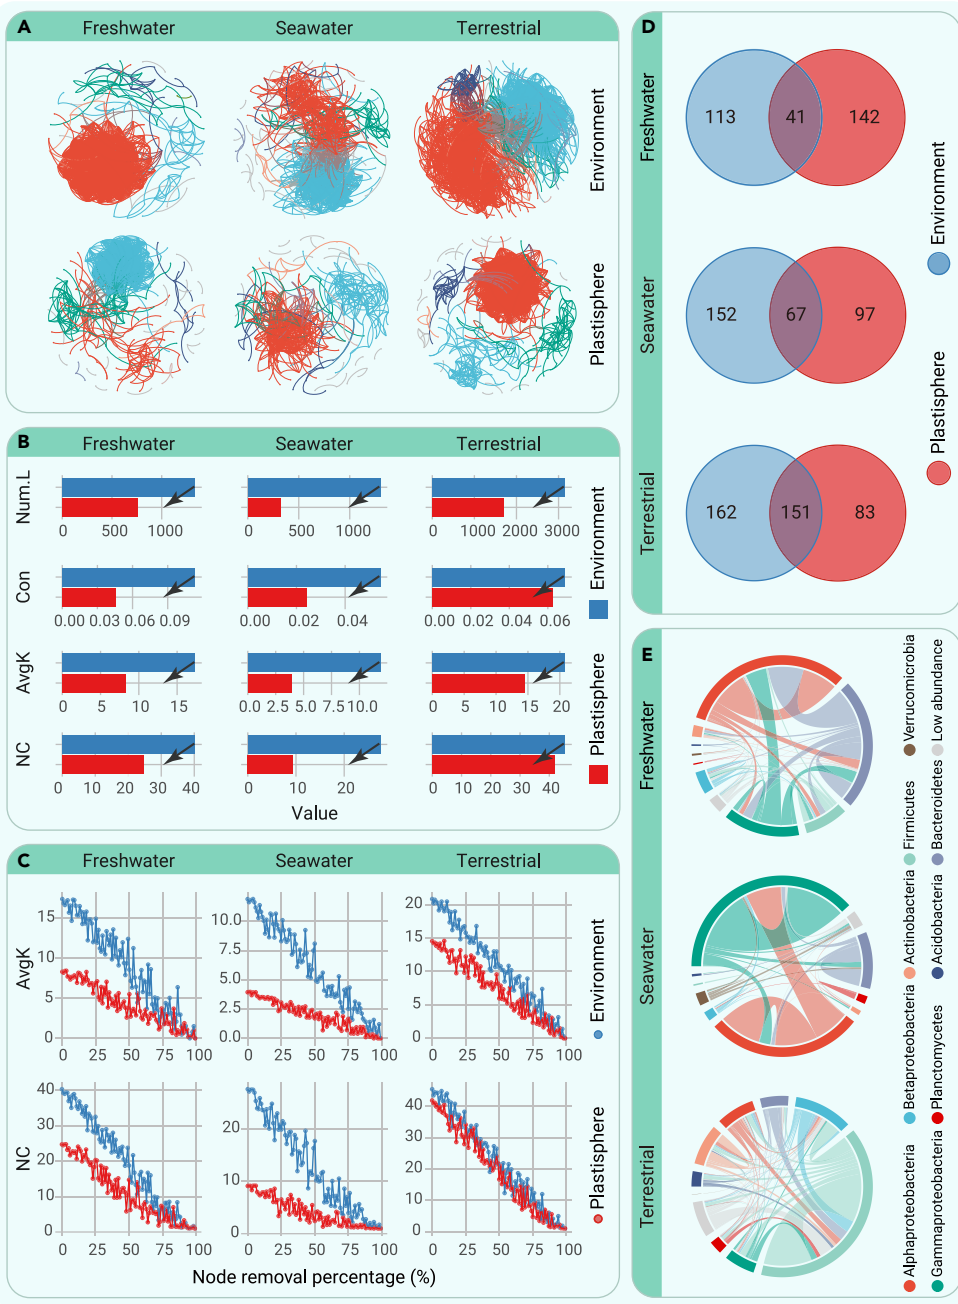 A
Freshwater
Seawater
Terrestrial
Environment
Plastisphere
B
Freshwater
Seawater
Terrestrial
Num.L
0 500 1000
0 500 1000
0 1000 2000 3000
Con
0.00 0.03 0.06 0.09
0.00 0.02 0.04
0.00 0.02 0.04 0.06
AvgK
0 5 10 15
0.0 2.5 5.0 7.5 10.0
0 5 10 15 20
NC
0 10 20 30 40
0 10 20
0 10 20 30 40
Value
Environment
Plastisphere
C
Freshwater
Seawater
Terrestrial
AvgK
15
10
5
0
0 25 50 75 100
10.0
7.5
5.0
2.5
0.0
0 25 50 75 100
20
15
10
5
0
0 25 50 75 100
NC
40
30
20
10
0
0 25 50 75 100
20
10
0
0 25 50 75 100
40
30
20
10
0
0 25 50 75 100
Node removal percentage (%)
Environment
Plastisphere
D
Freshwater
113 41 142
Seawater
152 67 97
Terrestrial
162 151 83
Environment
Plastisphere
E
Freshwater
Seawater
Terrestrial
Alphaproteobacteria
Betaproteobacteria
Actinobacteria
Firmicutes
Verrucomicrobia
Gammaproteobacteria
Planctomycetes
Acidobacteria
Bacteroidetes
Low abundance